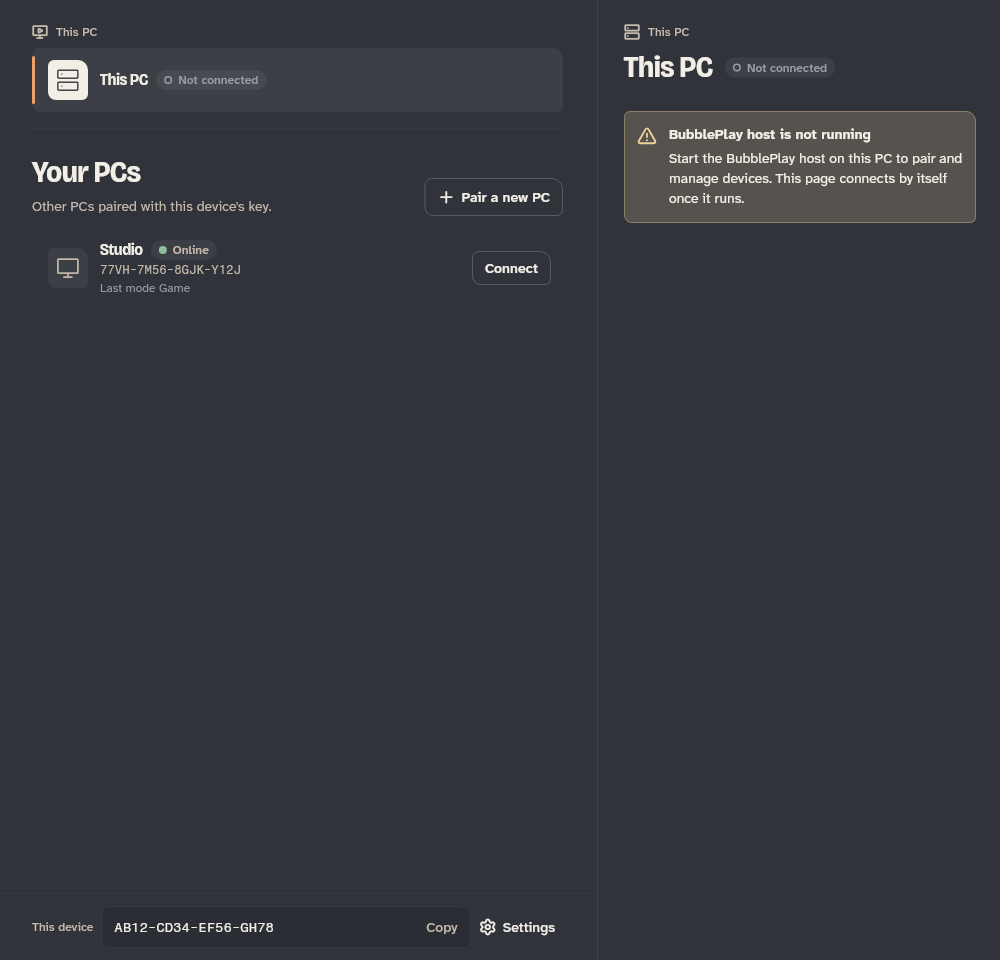 This PC
This PC Not connected
Your PCs
Other PCs paired with this device's key.
Pair a new PC
Studio Online
77VH-7M56-8GJK-Y12J
Last mode Game
Connect
This device AB12-CD34-EF56-GH78 Copy Settings
This PC
This PC Not connected
BubblePlay host is not running
Start the BubblePlay host on this PC to pair and
manage devices. This page connects by itself
once it runs.